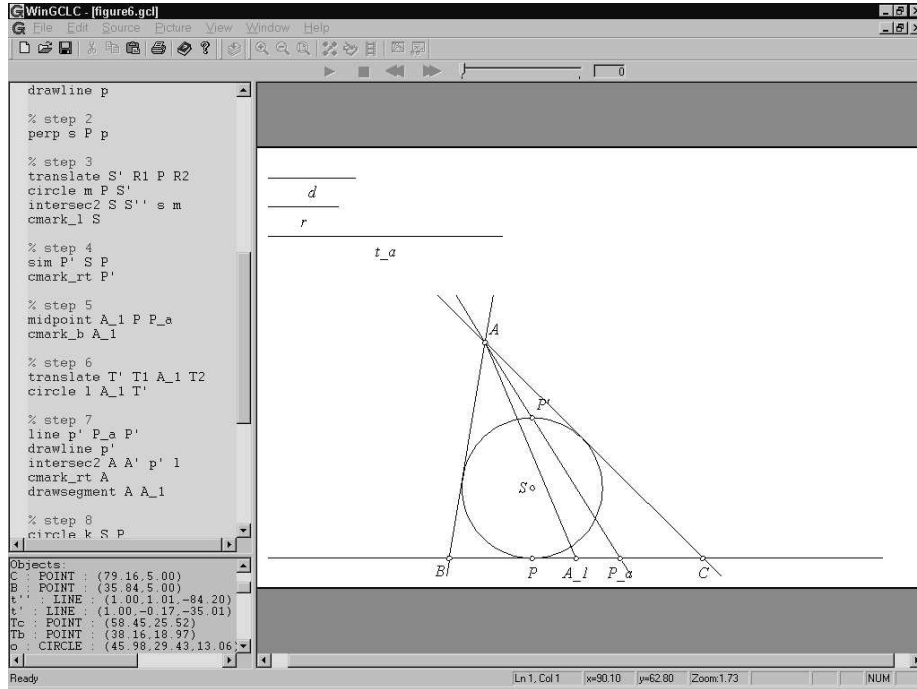 WinGCLC - [figure6.gcl]
File Edit Source Picture View Window Help
0
drawline p
% step 2
perp s P p
% step 3
translate S' R1 P R2
circle m P S'
intersec2 S S'' s m
cmark_l S
% step 4
sim P' S P
cmark_rt P'
% step 5
midpoint A_1 P P_a
cmark_b A_1
% step 6
translate T' T1 A_1 T2
circle l A_1 T'
% step 7
line p' P_a P'
drawline p'
intersec2 A A' p' l
cmark_rt A
drawsegment A A_1
% step 8
circle k S P
Objects:
C : POINT : (79.16,5.00)
B : POINT : (35.84,5.00)
t'' : LINE : (1.00,1.01,-84.20)
t' : LINE : (1.00,-0.17,-35.01)
Tc : POINT : (58.45,25.52)
Tb : POINT : (38.16,18.97)
o : CIRCLE : (45.98,29.43,13.06)
d
r
t_a
A
P'
S
B P A_1 P_a C
Ready Ln 1, Col 1 x=90.10 y=62.80 Zoom:1.73 NUM